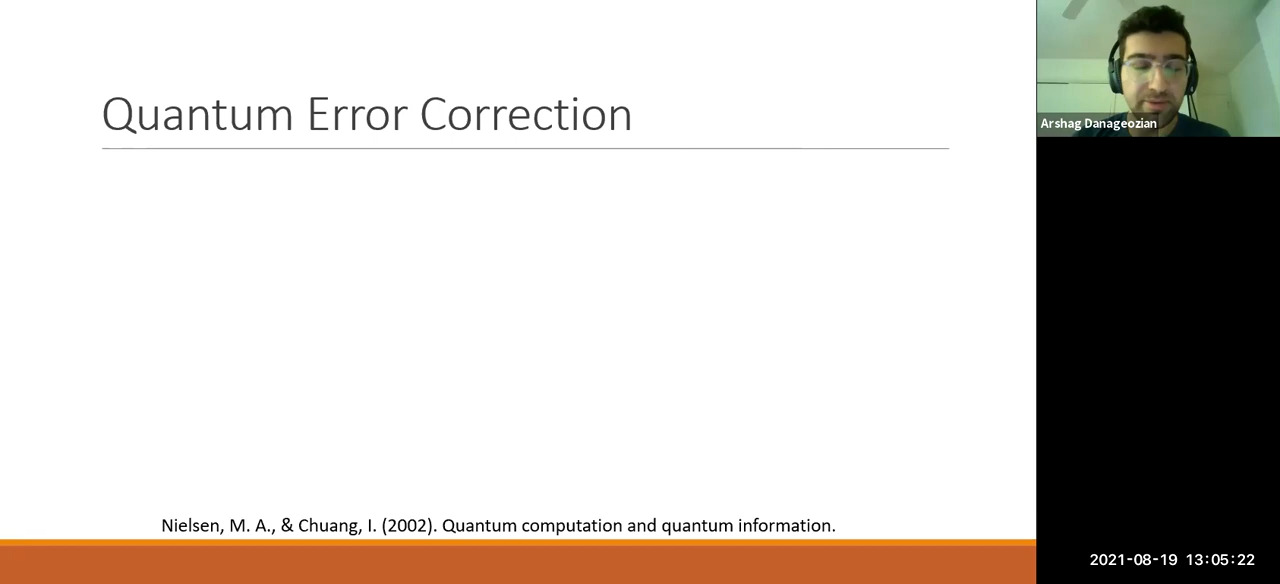 Quantum Error Correction
Arshag Danageozian
Nielsen, M. A., & Chuang, I. (2002). Quantum computation and quantum information.
2021-08-19 13:05:22